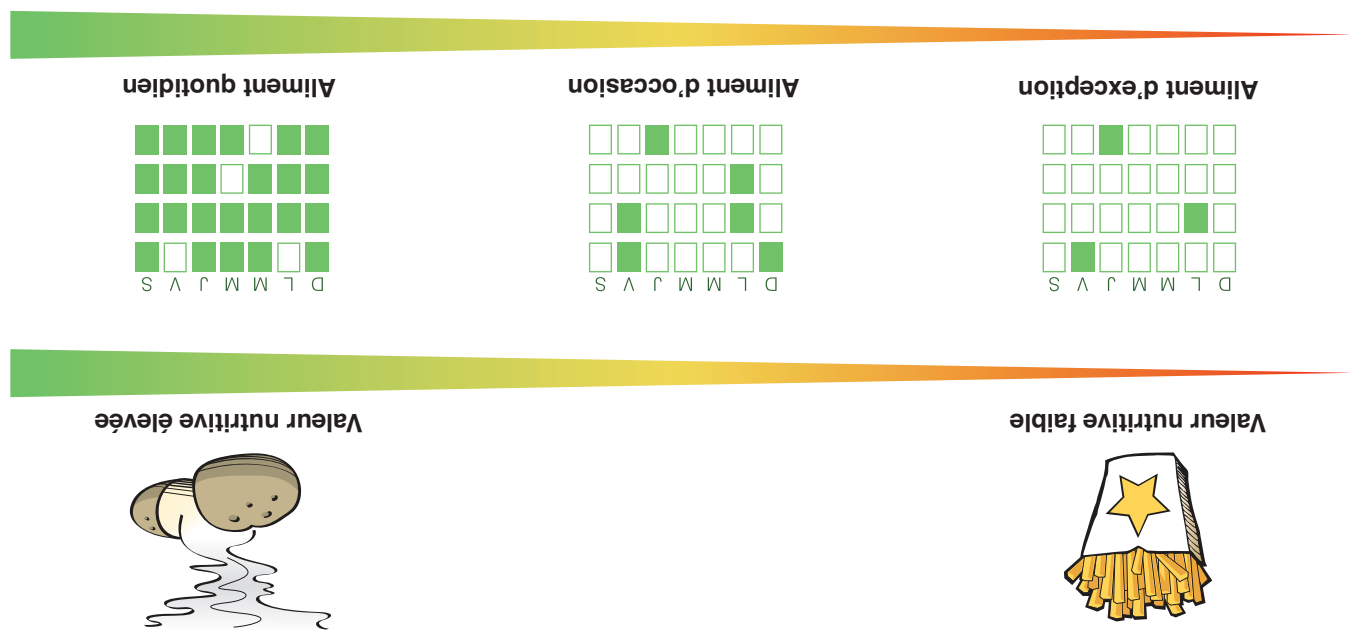 Valeur nutritive faible
Valeur nutritive élevée
D L M M J V S
D L M M J V S
D L M M J V S
Aliment d’exception
Aliment d’occasion
Aliment quotidien